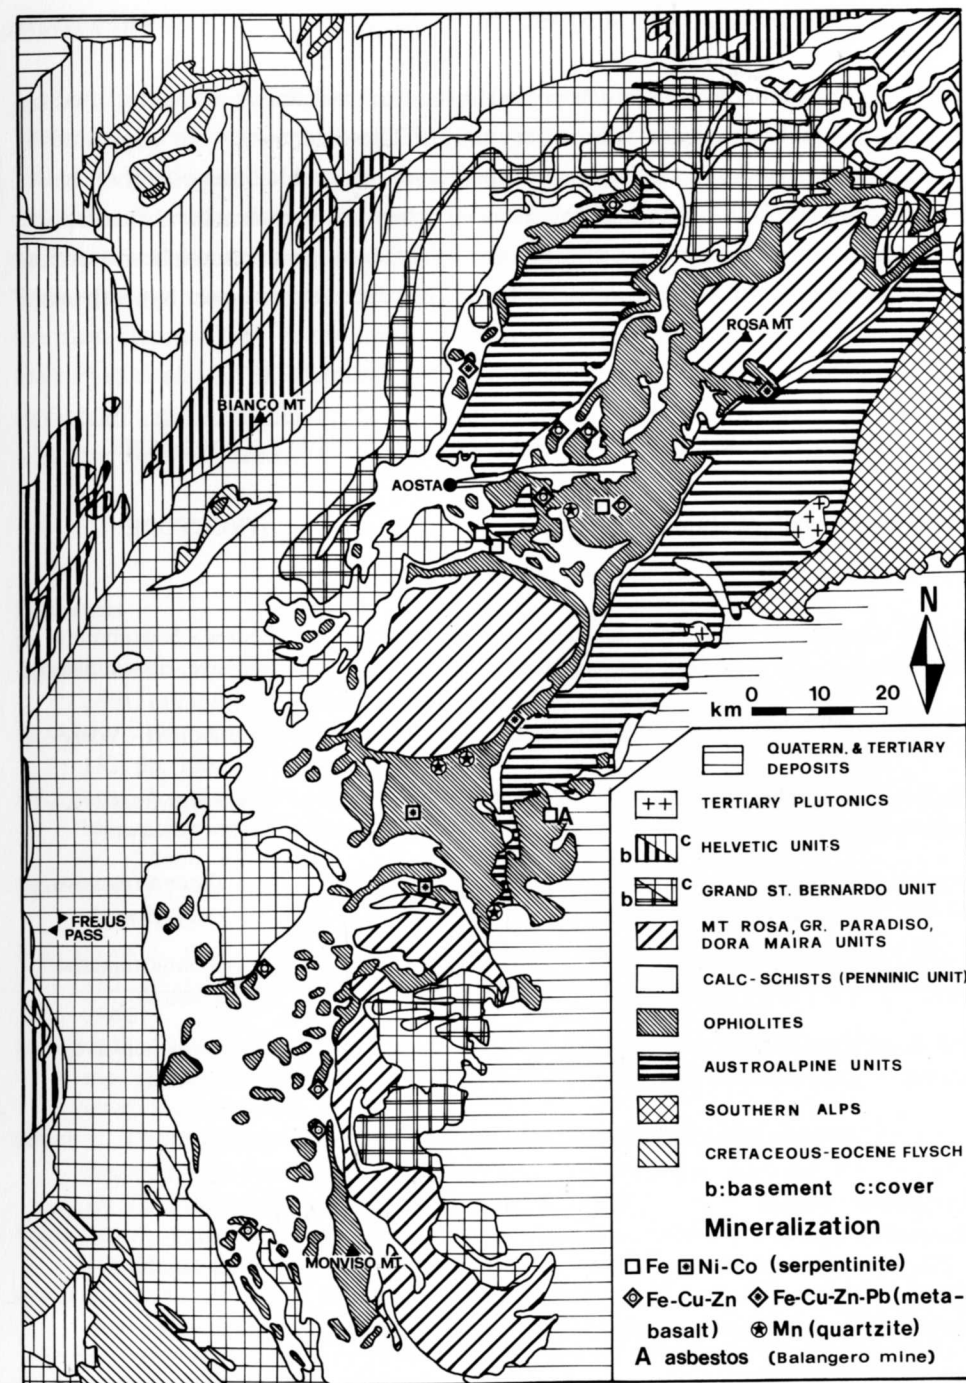 ROSA MT
BIANCO MT
AOSTA
N
0 10 20
km
A
FREJUS
PASS
MONVISO MT
QUATERN. & TERTIARY
DEPOSITS
++ TERTIARY PLUTONICS
b c HELVETIC UNITS
b c GRAND ST. BERNARDO UNIT
MT ROSA, GR. PARADISO,
DORA MAIRA UNITS
CALC-SCHISTS (PENNINIC UNIT)
OPHIOLITES
AUSTROALPINE UNITS
SOUTHERN ALPS
CRETACEOUS-EOCENE FLYSCH
b:basement c:cover
Mineralization
Fe Ni-Co (serpentinite)
Fe-Cu-Zn Fe-Cu-Zn-Pb (meta-
basalt) Mn (quartzite)
A asbestos (Balangero mine)